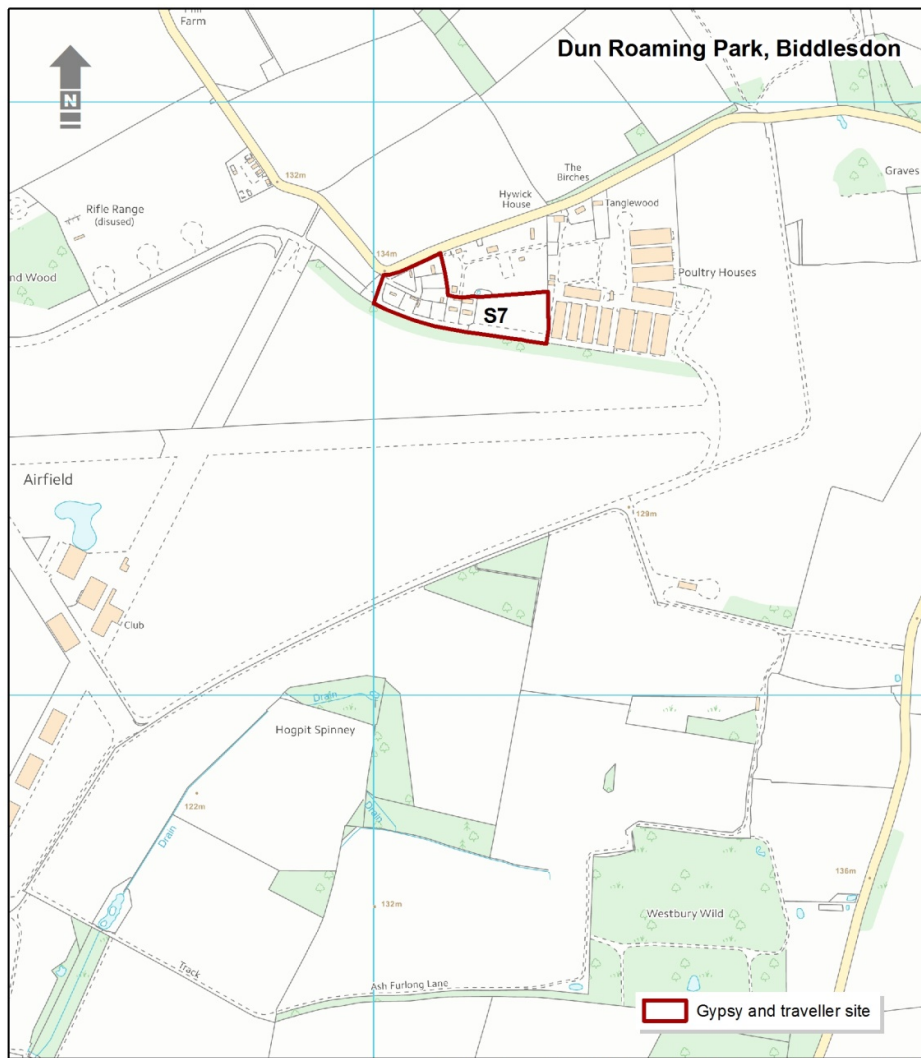 Farm
Dun Roaming Park, Biddlesdon
N
132m
The
Birches
Graves
Hywick
House
Tanglewood
Rifle Range
(disused)
134m
nd Wood
Poultry Houses
S7
Airfield
129m
Club
Drain
Hogpit Spinney
122m
Drain
Drain
136m
132m
Westbury Wild
Track
Ash Furlong Lane
Gypsy and traveller site